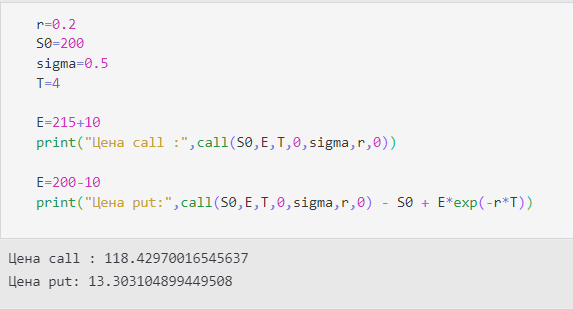 r=0.2
S0=200
sigma=0.5
T=4
E=215+10
print("Цена call :",call(S0,E,T,0,sigma,r,0))
E=200-10
print("Цена put:",call(S0,E,T,0,sigma,r,0) - S0 + E*exp(-r*T))
Цена call : 118.42970016545637
Цена put: 13.303104899449508